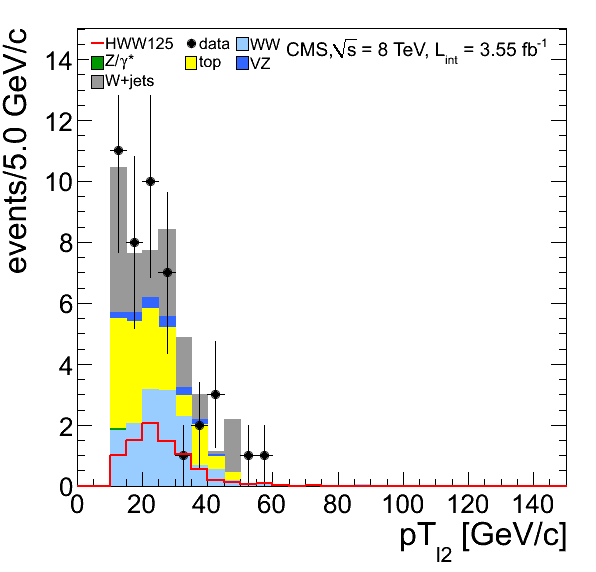 HWW125 data WW CMS,√s = 8 TeV, L_int = 3.55 fb⁻¹
Z/γ* top VZ
W+jets
events/5.0 GeV/c
14
12
10
8
6
4
2
0
0 20 40 60 80 100 120 140
pT_l2 [GeV/c]